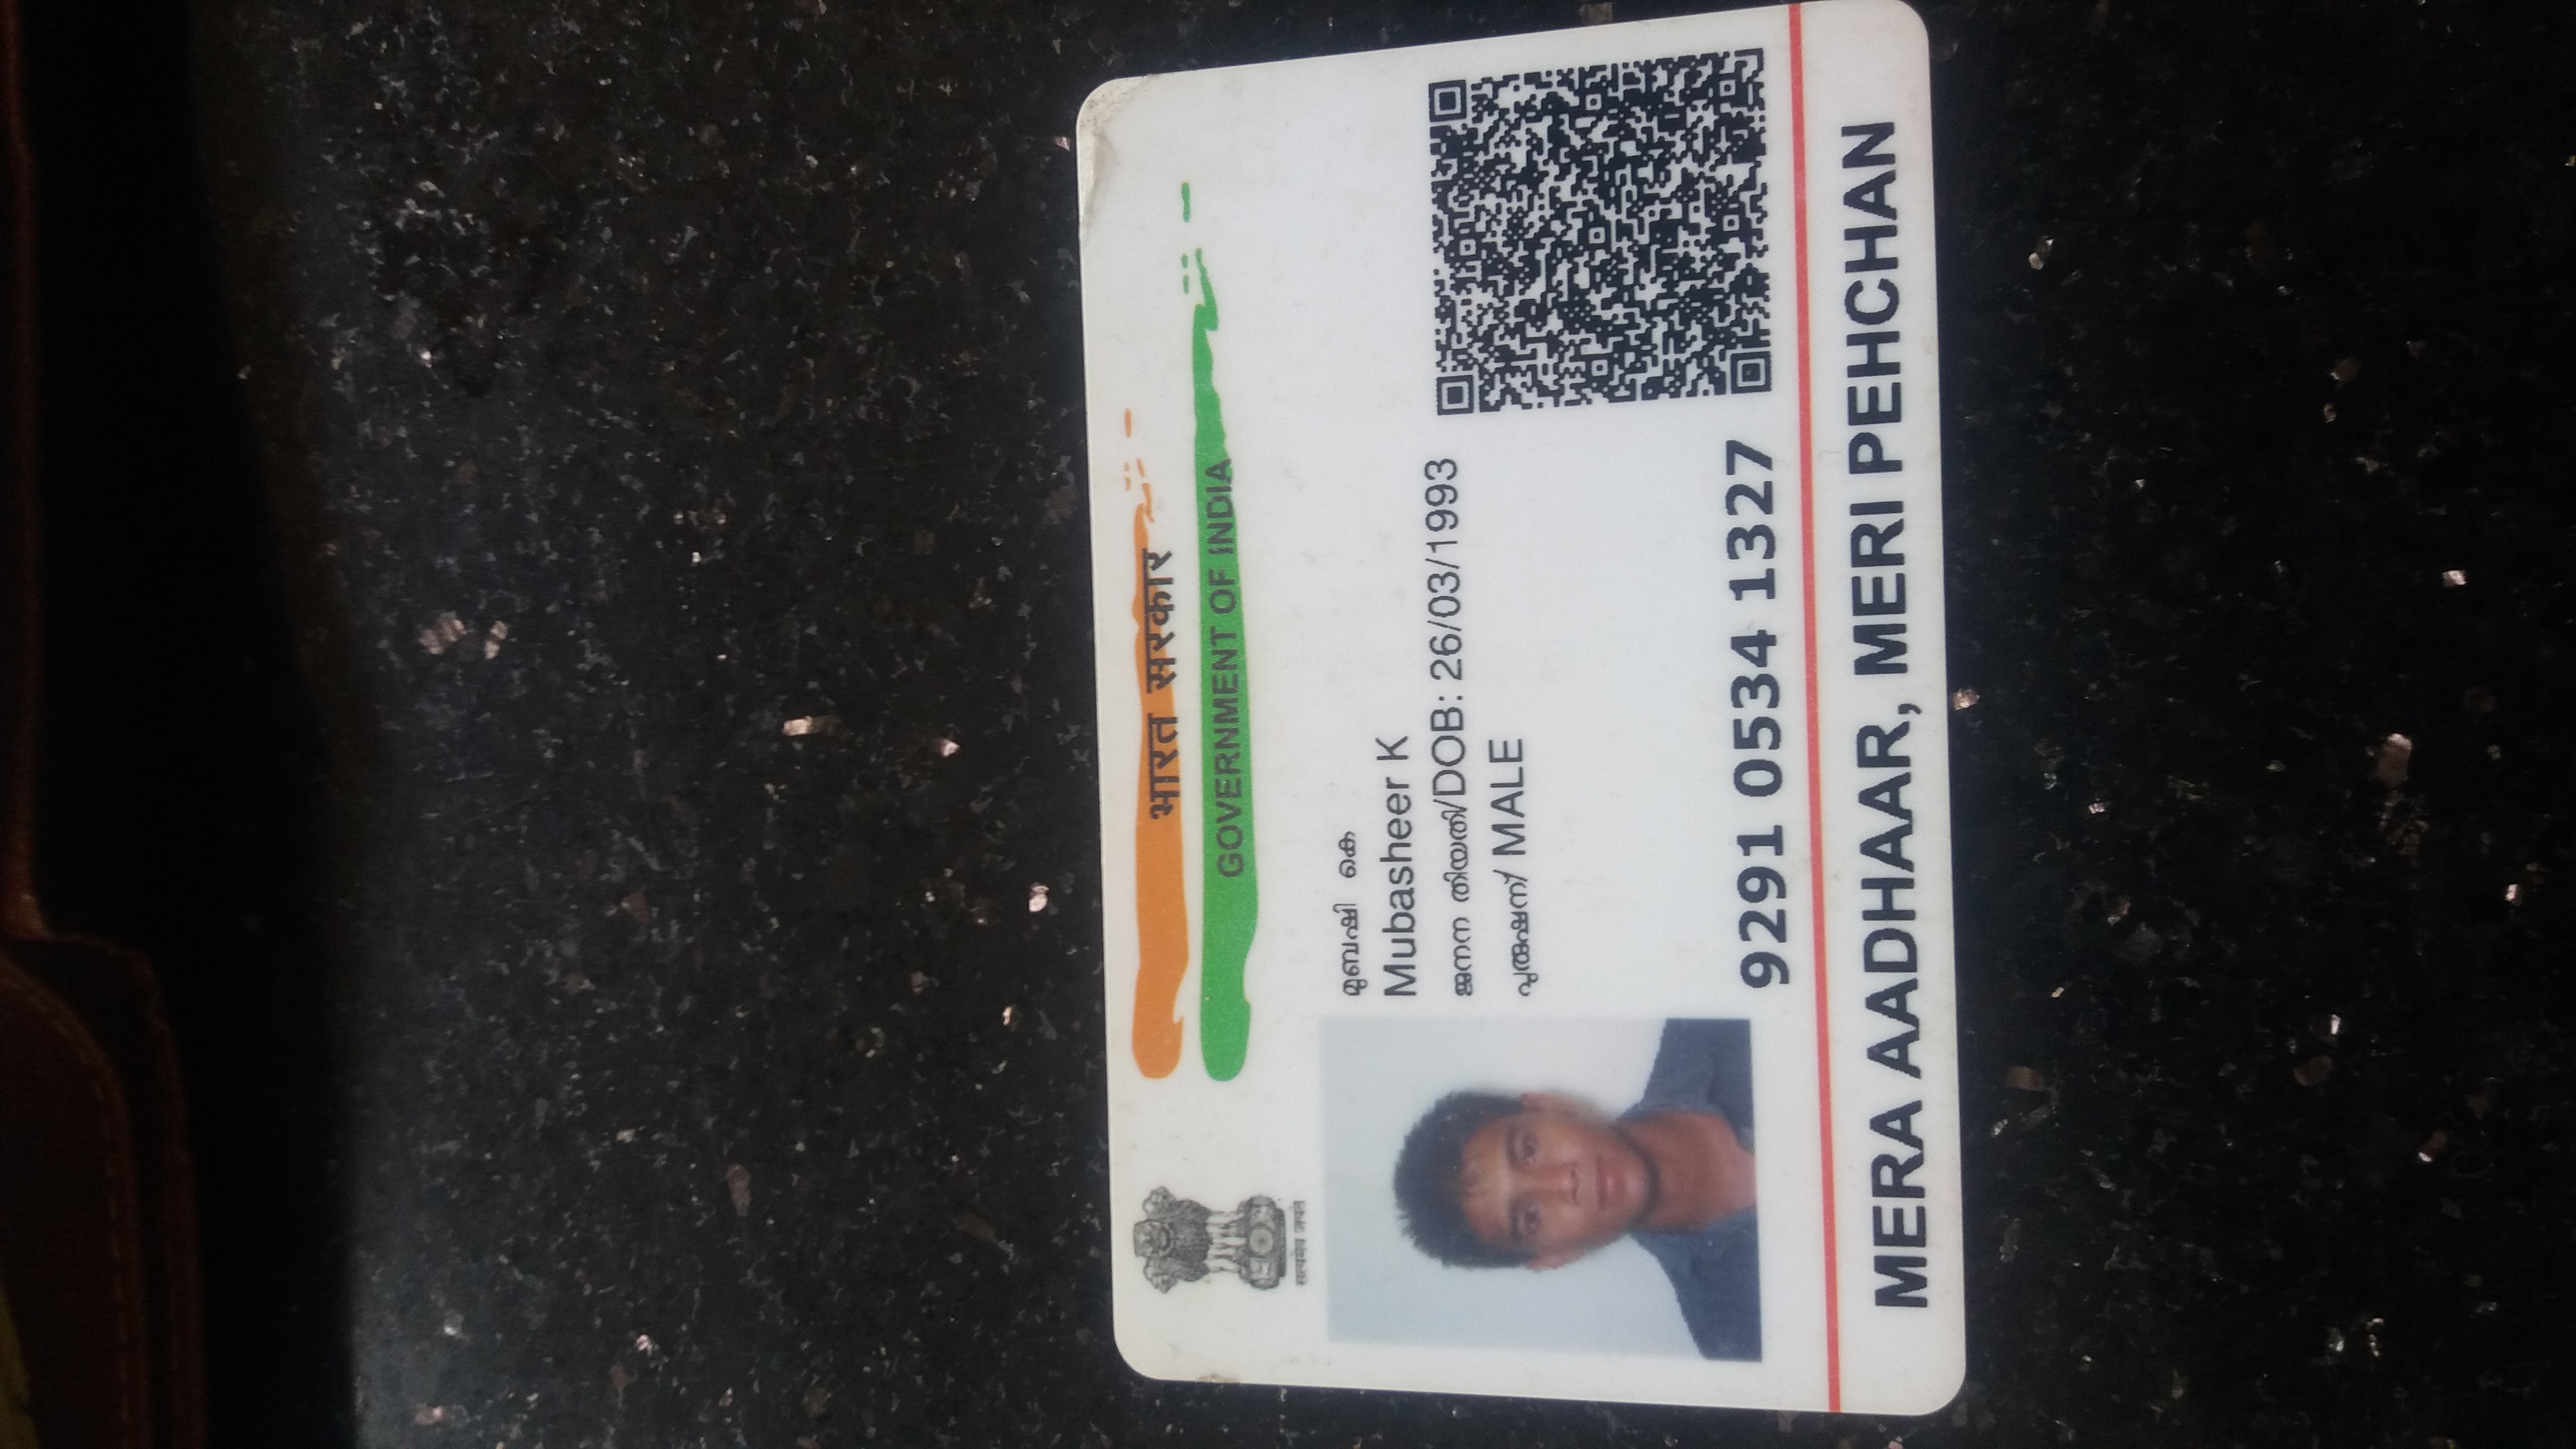 भारत सरकार
GOVERNMENT OF INDIA
सत्यमेव जयते
മുബഷി കെ
Mubasheer K
ജനന തിയതി/DOB: 26/03/1993
പുരുഷന്/ MALE
9291 0534 1327
MERA AADHAAR, MERI PEHCHAN